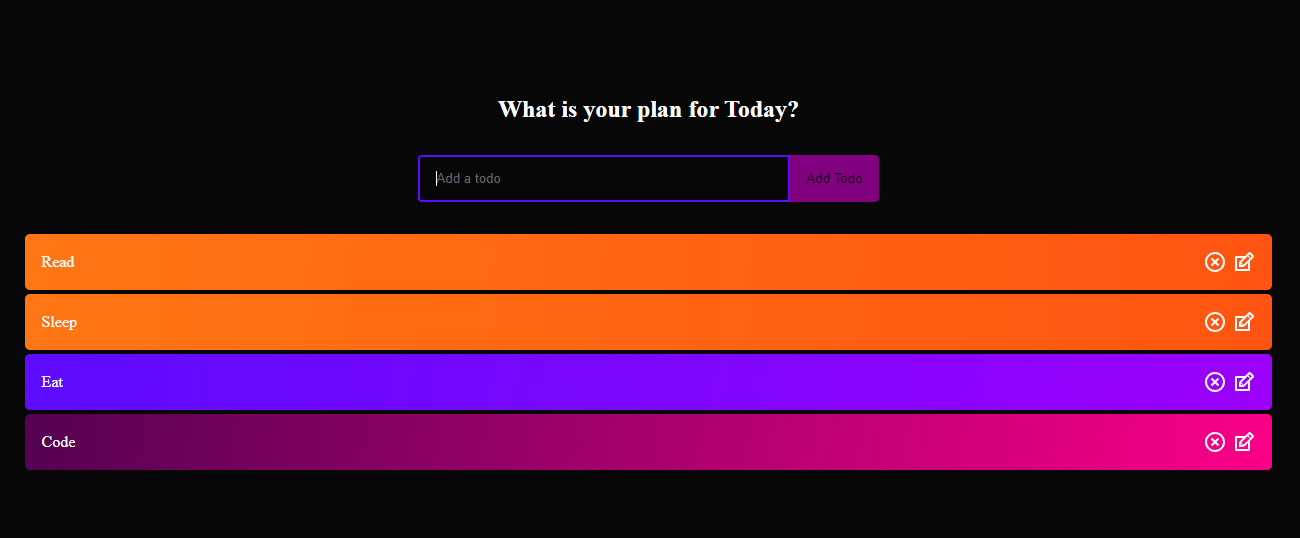 What is your plan for Today?
Add a todo
Add Todo
Read
Sleep
Eat
Code